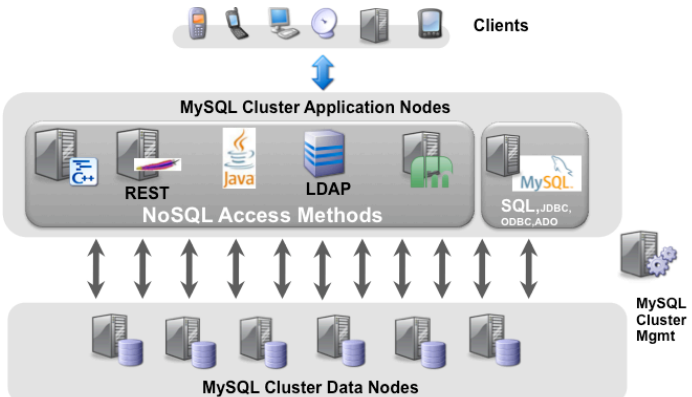 Clients
MySQL Cluster Application Nodes
C++
REST
Java
LDAP
m
MySQL
NoSQL Access Methods
SQL,JDBC,
ODBC,ADO
MySQL
Cluster
Mgmt
MySQL Cluster Data Nodes